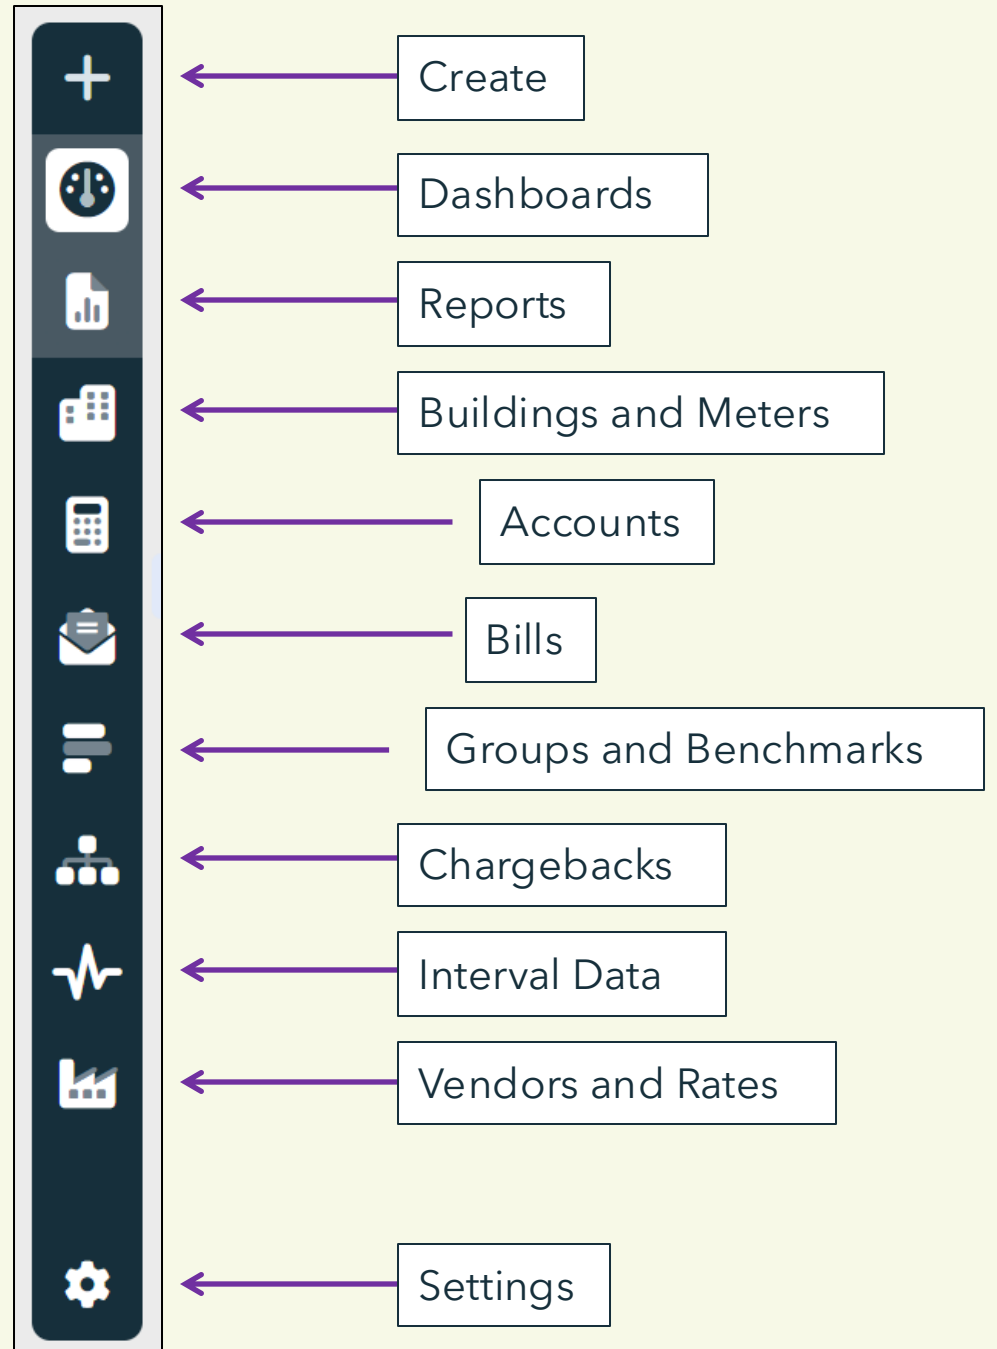 Create
Dashboards
Reports
Buildings and Meters
Accounts
Bills
Groups and Benchmarks
Chargebacks
Interval Data
Vendors and Rates
Settings